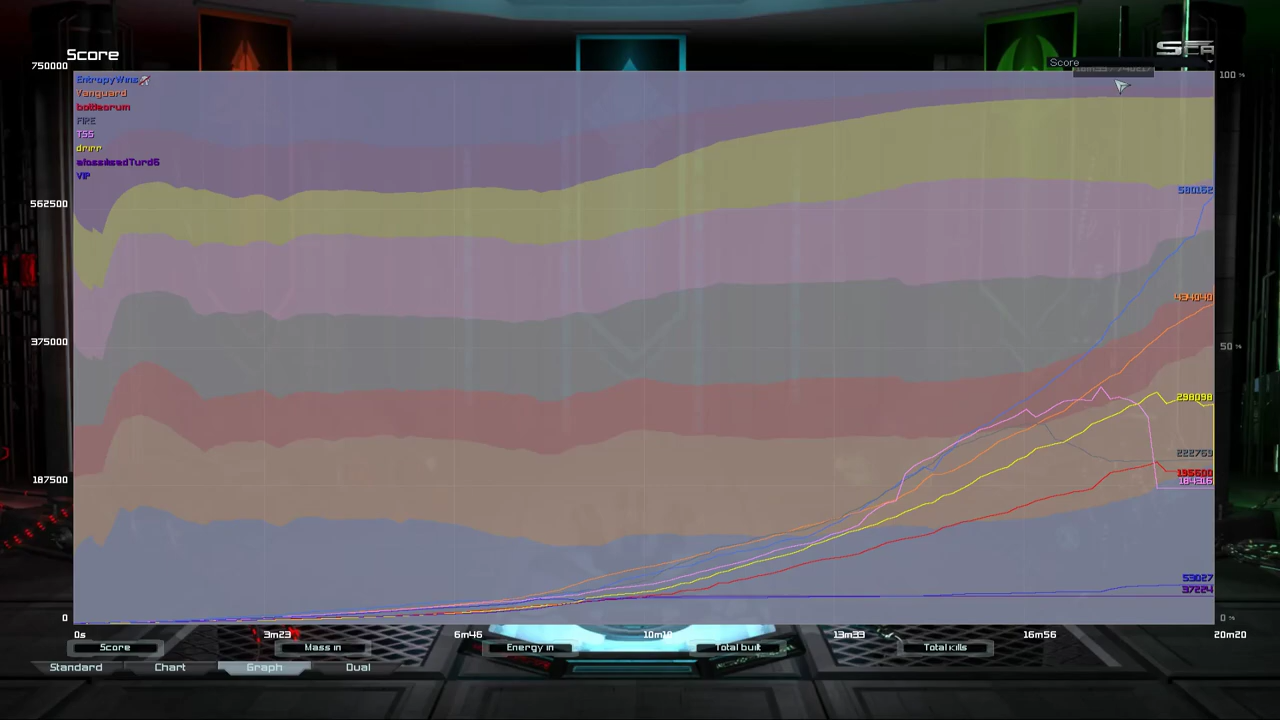 Score
750000
562500
375000
187500
0
EntropyWins
Vanguard
FIRE
TSS
drrrr
VIP
Score
100 %
50 %
0 %
580162
434040
298098
222769
195600
184316
53027
37224
0s
3m23
6m46
10m10
13m33
16m56
20m20
Score
Mass in
Energy in
Total built
Total kills
Standard
Chart
Graph
Dual